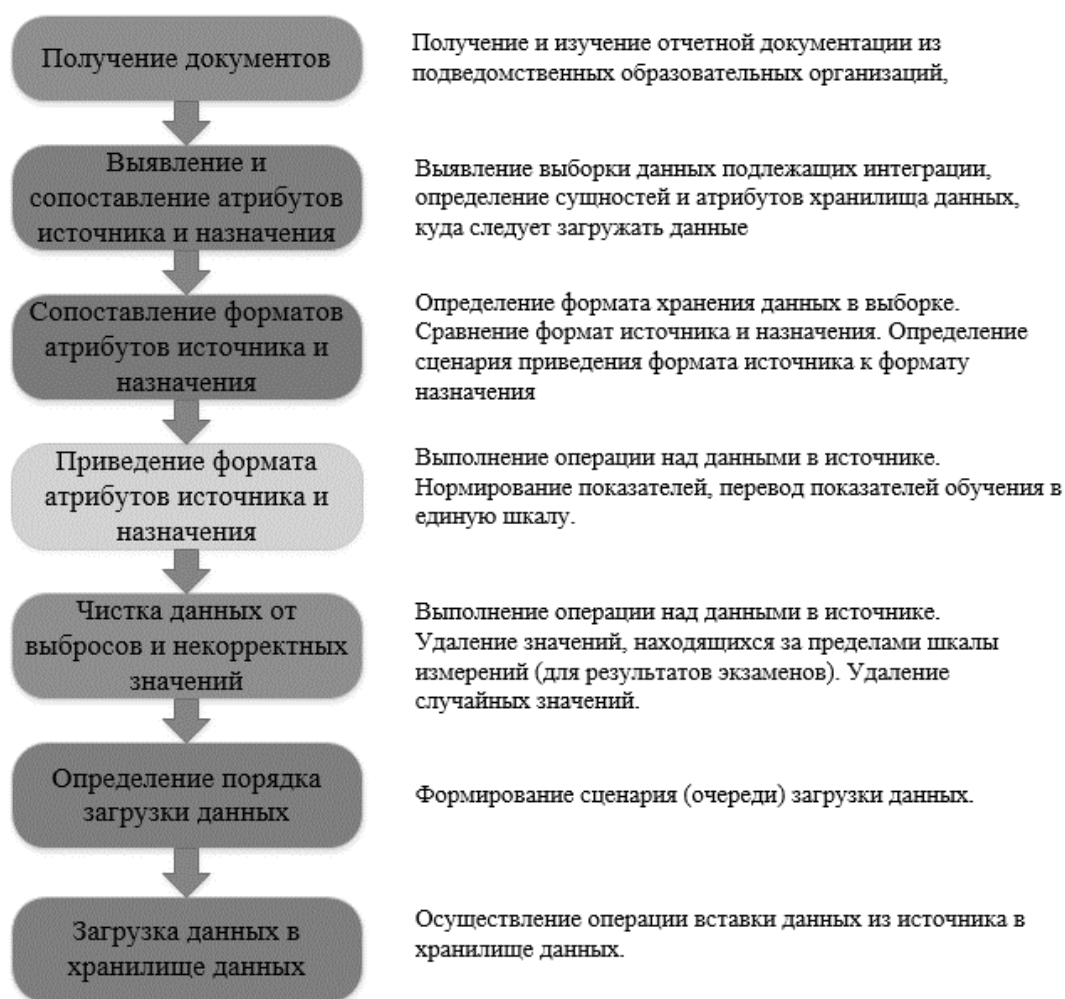 Получение документов
Получение и изучение отчетной документации из
подведомственных образовательных организаций,
Выявление и
сопоставление атрибутов
источника и назначения
Выявление выборки данных подлежащих интеграции,
определение сущностей и атрибутов хранилища данных,
куда следует загружать данные
Сопоставление форматов
атрибутов источника и
назначения
Определение формата хранения данных в выборке.
Сравнение формат источника и назначения. Определение
сценария приведения формата источника к формату
назначения
Приведение формата
атрибутов источника и
назначения
Выполнение операции над данными в источнике.
Нормирование показателей, перевод показателей обучения в
единую шкалу.
Чистка данных от
выбросов и некорректных
значений
Выполнение операции над данными в источнике.
Удаление значений, находящихся за пределами шкалы
измерений (для результатов экзаменов). Удаление
случайных значений.
Определение порядка
загрузки данных
Формирование сценария (очереди) загрузки данных.
Загрузка данных в
хранилище данных
Осуществление операции вставки данных из источника в
хранилище данных.